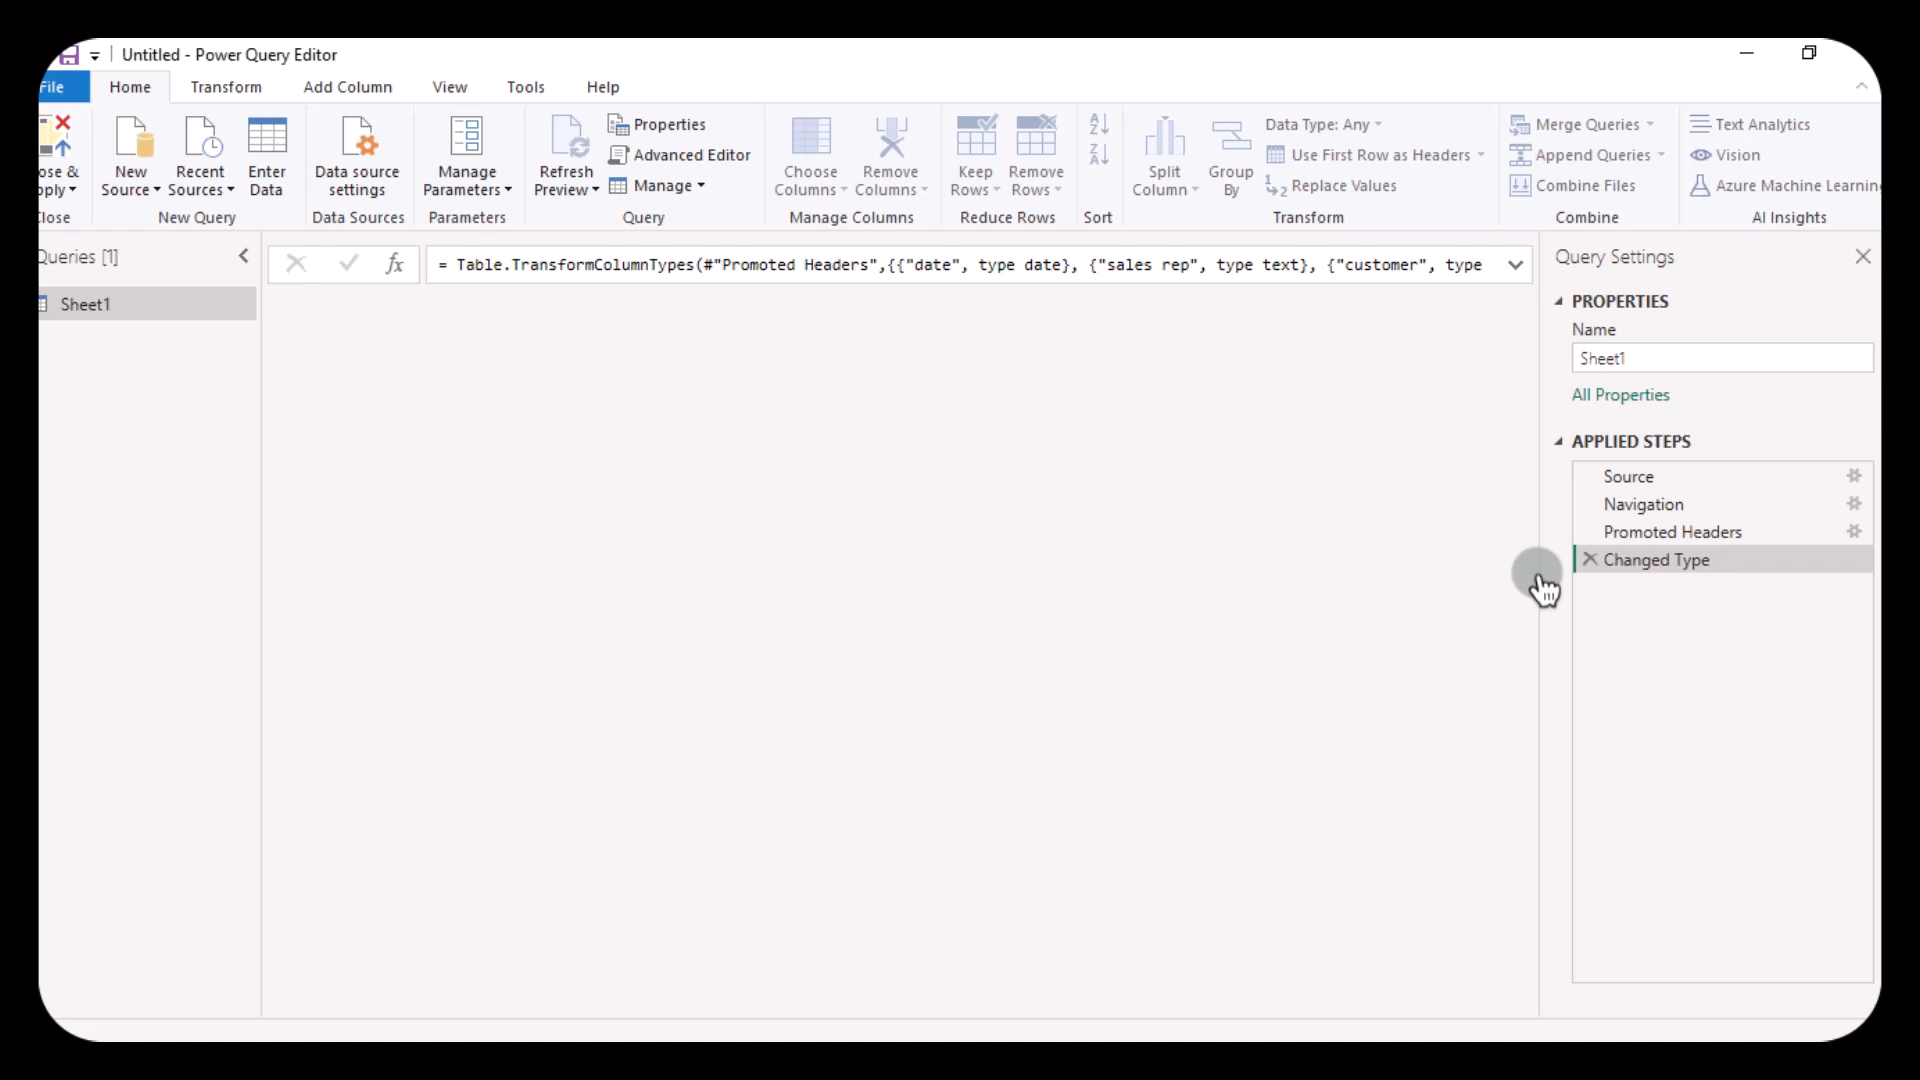 Untitled - Power Query Editor
File Home Transform Add Column View Tools Help
ose & pply
New Source
Recent Sources
Enter Data
Data source settings
Manage Parameters
Refresh Preview
Properties
Advanced Editor
Manage
Choose Columns
Remove Columns
Keep Rows
Remove Rows
Split Column
Group By
Data Type: Any
Use First Row as Headers
Replace Values
Merge Queries
Append Queries
Combine Files
Text Analytics
Vision
Azure Machine Learning
lose New Query Data Sources Parameters Query Manage Columns Reduce Rows Sort Transform Combine AI Insights
Queries [1]
Sheet1
fx
= Table.TransformColumnTypes(#"Promoted Headers",{{"date", type date}, {"sales rep", type text}, {"customer", type
Query Settings
PROPERTIES
Name
Sheet1
All Properties
APPLIED STEPS
Source
Navigation
Promoted Headers
Changed Type